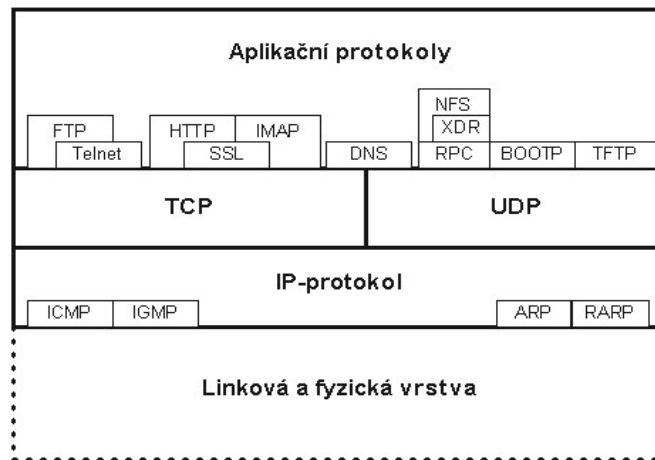 Aplikační protokoly
NFS
FTP HTTP IMAP XDR
Telnet SSL DNS RPC BOOTP TFTP
TCP UDP
IP-protokol
ICMP IGMP ARP RARP
Linková a fyzická vrstva